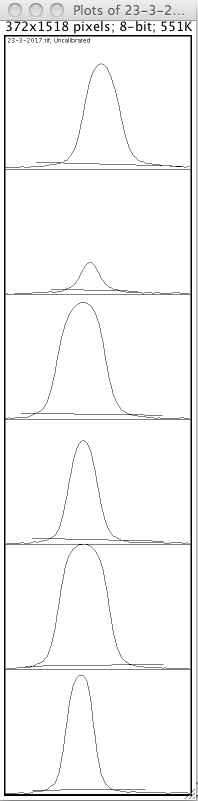 Plots of 23-3-2...
372x1518 pixels; 8-bit; 551K
23-3-2017.tif; Uncalibrated